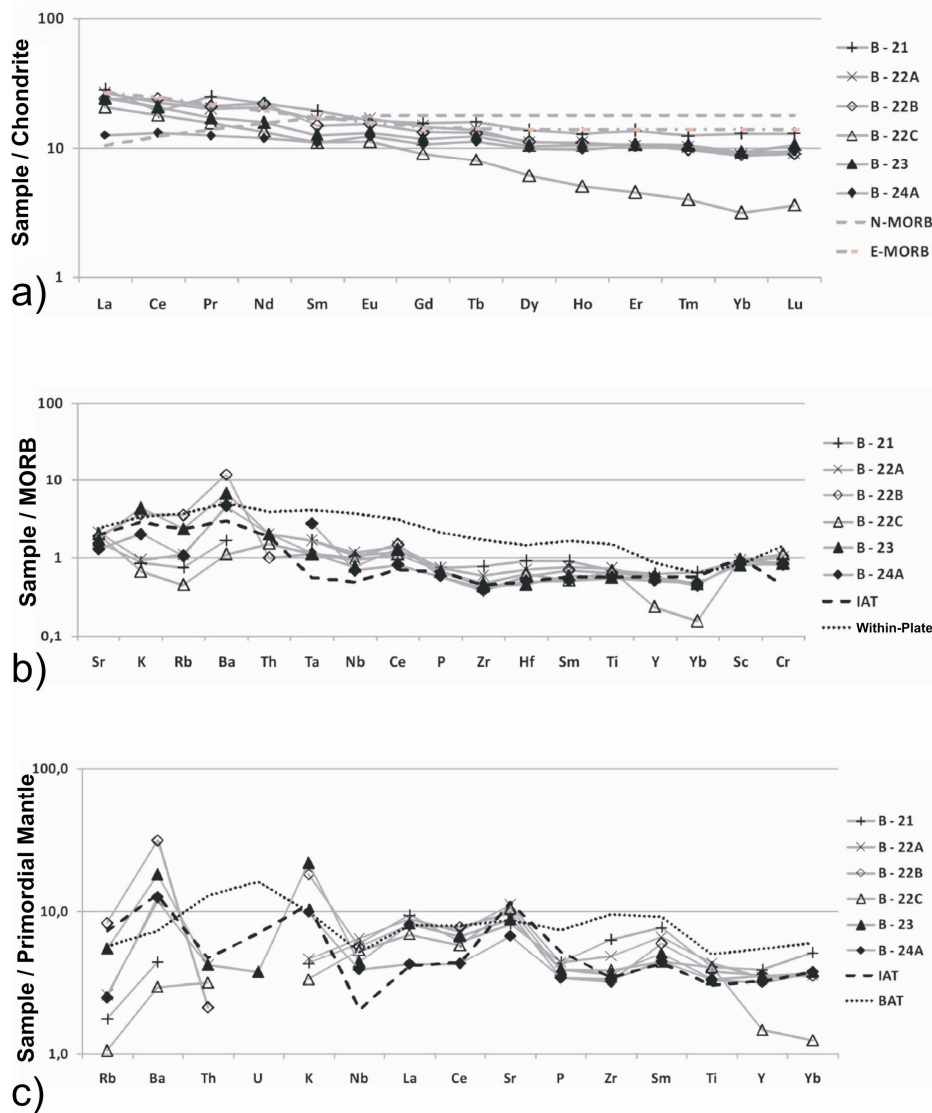 100
10
1
Sample / Chondrite
La Ce Pr Nd Sm Eu Gd Tb Dy Ho Er Tm Yb Lu
B - 21
B - 22A
B - 22B
B - 22C
B - 23
B - 24A
N-MORB
E-MORB
a)
100
10
1
0,1
Sample / MORB
Sr K Rb Ba Th Ta Nb Ce P Zr Hf Sm Ti Y Yb Sc Cr
B - 21
B - 22A
B - 22B
B - 22C
B - 23
B - 24A
IAT
Within-Plate
b)
100,0
10,0
1,0
Sample / Primordial Mantle
Rb Ba Th U K Nb La Ce Sr P Zr Sm Ti Y Yb
B - 21
B - 22A
B - 22B
B - 22C
B - 23
B - 24A
IAT
BAT
c)